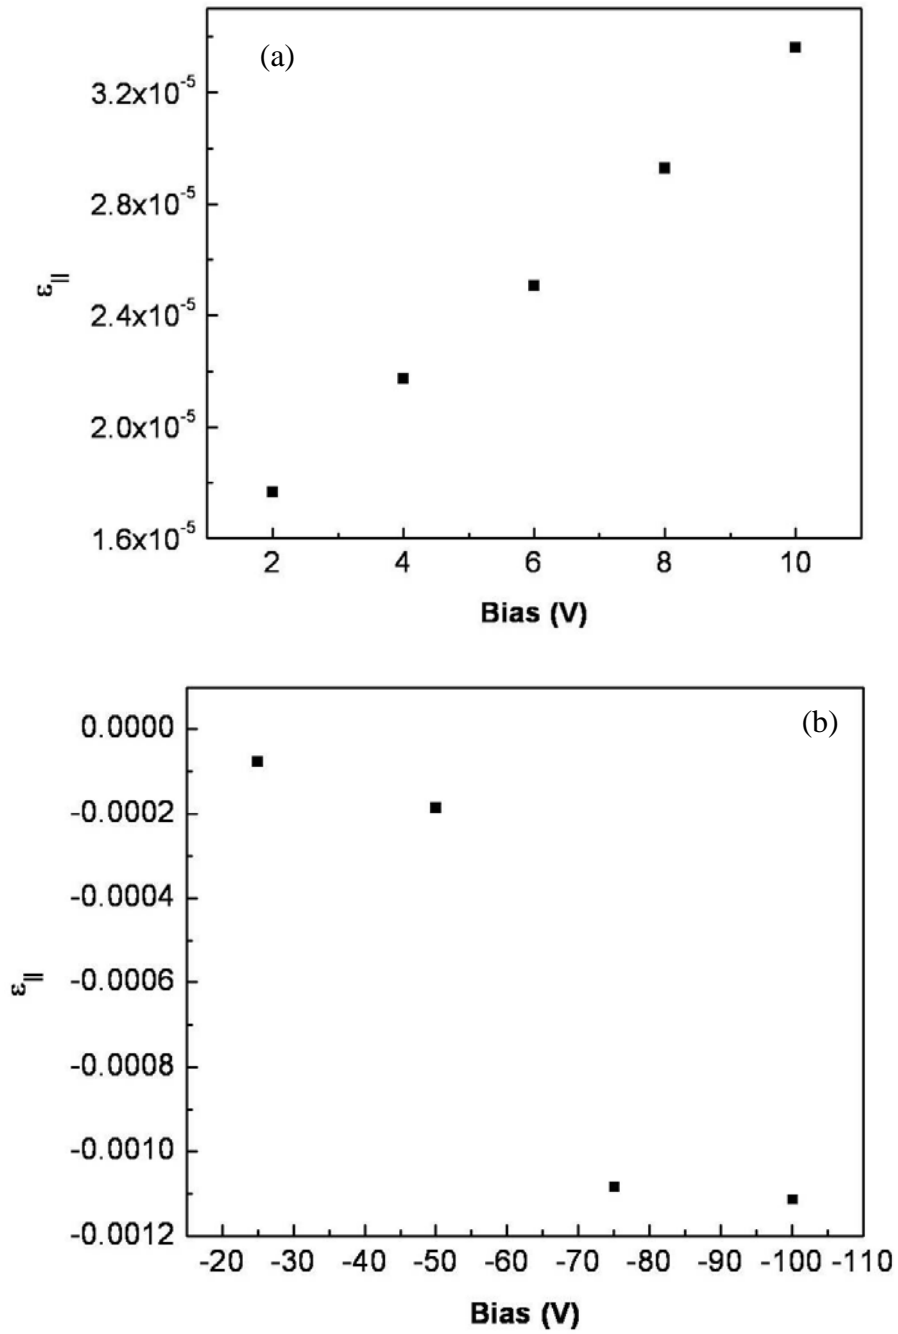 (a)
3.2x10⁻⁵
2.8x10⁻⁵
2.4x10⁻⁵
2.0x10⁻⁵
1.6x10⁻⁵
ε||
2 4 6 8 10
Bias (V)
(b)
0.0000
-0.0002
-0.0004
-0.0006
-0.0008
-0.0010
-0.0012
ε||
-20 -30 -40 -50 -60 -70 -80 -90 -100 -110
Bias (V)